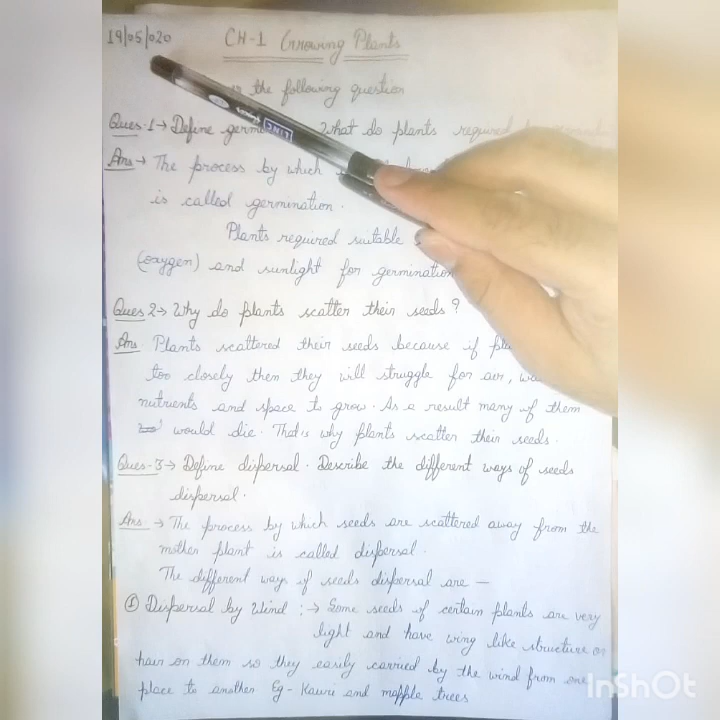 19/05/020
CH-1 Growing Plants
the following question
Ques-1→ Define What do plants required
Ans→ The process by which
is called germination.
Plants required suitable
(oxygen) and sunlight for germination
Ques 2→ Why do plants scatter their seeds?
Ans. Plants scattered their seeds because if
too closely then they will struggle for air,
nutrients and space to grow. As a result many of them
would die. That is why plants scatter their seeds.
Ques-3→ Define dispersal. Describe the different ways of seeds
dispersal.
Ans → The process by which seeds are scattered away from the
mother plant is called dispersal.
The different ways of seeds dispersal are —
① Dispersal by Wind :→ Some seeds of certain plants are very
light and have wing like structure or
hair on them so they easily carried by the wind from one
place to another Eg - Kauri and mapple trees
InShOt